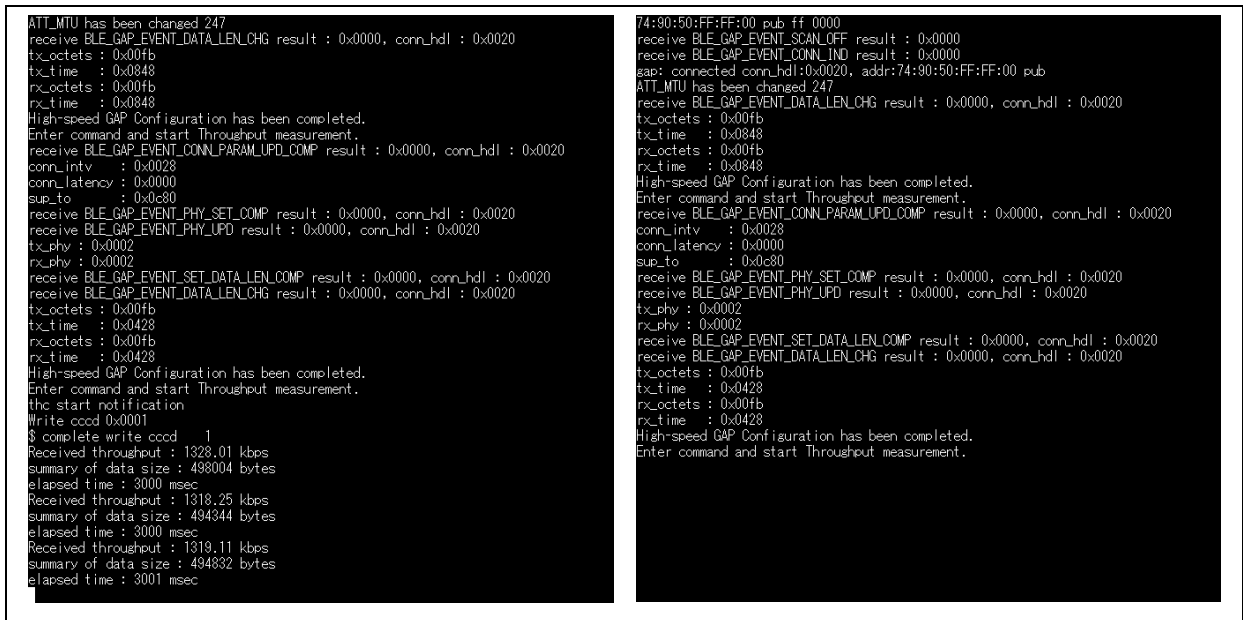 ATT_MTU has been changed 247
receive BLE_GAP_EVENT_DATA_LEN_CHG result : 0x0000, conn_hdl : 0x0020
tx_octets : 0x00fb
tx_time   : 0x0848
rx_octets : 0x00fb
rx_time   : 0x0848
High-speed GAP Configuration has been completed.
Enter command and start Throughput measurement.
receive BLE_GAP_EVENT_CONN_PARAM_UPD_COMP result : 0x0000, conn_hdl : 0x0020
conn_intv    : 0x0028
conn_latency : 0x0000
sup_to       : 0x0c80
receive BLE_GAP_EVENT_PHY_SET_COMP result : 0x0000, conn_hdl : 0x0020
receive BLE_GAP_EVENT_PHY_UPD result : 0x0000, conn_hdl : 0x0020
tx_phy : 0x0002
rx_phy : 0x0002
receive BLE_GAP_EVENT_SET_DATA_LEN_COMP result : 0x0000, conn_hdl : 0x0020
receive BLE_GAP_EVENT_DATA_LEN_CHG result : 0x0000, conn_hdl : 0x0020
tx_octets : 0x00fb
tx_time   : 0x0428
rx_octets : 0x00fb
rx_time   : 0x0428
High-speed GAP Configuration has been completed.
Enter command and start Throughput measurement.
thc start notification
Write cccd 0x0001
$ complete write cccd    1
Received throughput : 1328.01 kbps
summary of data size : 498004 bytes
elapsed time : 3000 msec
Received throughput : 1318.25 kbps
summary of data size : 494344 bytes
elapsed time : 3000 msec
Received throughput : 1319.11 kbps
summary of data size : 494832 bytes
elapsed time : 3001 msec
74:90:50:FF:FF:00 pub ff 0000
receive BLE_GAP_EVENT_SCAN_OFF result : 0x0000
receive BLE_GAP_EVENT_CONN_IND result : 0x0000
gap: connected conn_hdl:0x0020, addr:74:90:50:FF:FF:00 pub
ATT_MTU has been changed 247
receive BLE_GAP_EVENT_DATA_LEN_CHG result : 0x0000, conn_hdl : 0x0020
tx_octets : 0x00fb
tx_time   : 0x0848
rx_octets : 0x00fb
rx_time   : 0x0848
High-speed GAP Configuration has been completed.
Enter command and start Throughput measurement.
receive BLE_GAP_EVENT_CONN_PARAM_UPD_COMP result : 0x0000, conn_hdl : 0x0020
conn_intv    : 0x0028
conn_latency : 0x0000
sup_to       : 0x0c80
receive BLE_GAP_EVENT_PHY_SET_COMP result : 0x0000, conn_hdl : 0x0020
receive BLE_GAP_EVENT_PHY_UPD result : 0x0000, conn_hdl : 0x0020
tx_phy : 0x0002
rx_phy : 0x0002
receive BLE_GAP_EVENT_SET_DATA_LEN_COMP result : 0x0000, conn_hdl : 0x0020
receive BLE_GAP_EVENT_DATA_LEN_CHG result : 0x0000, conn_hdl : 0x0020
tx_octets : 0x00fb
tx_time   : 0x0428
rx_octets : 0x00fb
rx_time   : 0x0428
High-speed GAP Configuration has been completed.
Enter command and start Throughput measurement.